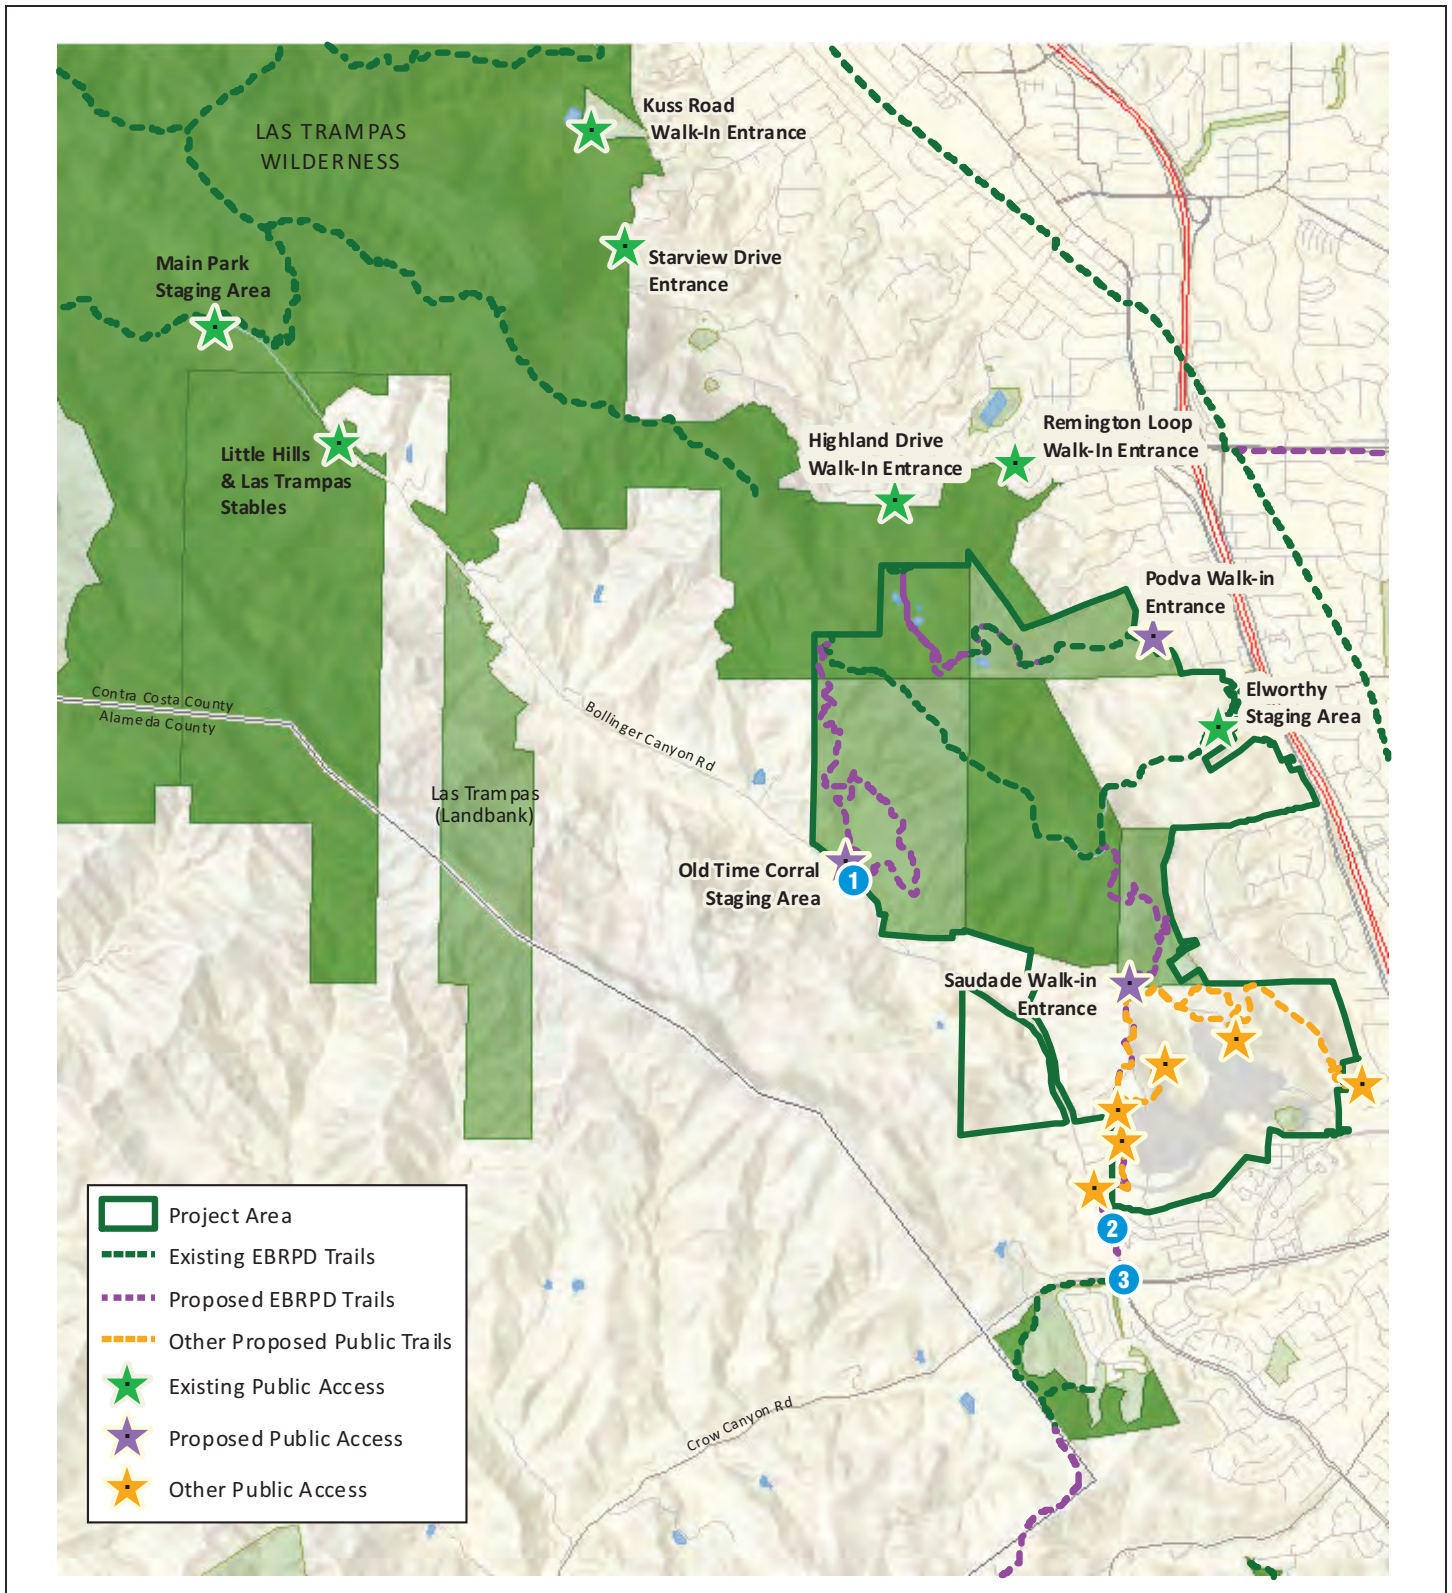 Kuss Road
Walk-In Entrance
LAS TRAMPAS
WILDERNESS
Starview Drive
Entrance
Main Park
Staging Area
Little Hills
& Las Trampas
Stables
Highland Drive
Walk-In Entrance
Remington Loop
Walk-In Entrance
Podva Walk-in
Entrance
Elworthy
Staging Area
Contra Costa County
Alameda County
Bollinger Canyon Rd
Las Trampas
(Landbank)
Old Time Corral
Staging Area
1
Saudade Walk-in
Entrance
2
3
Crow Canyon Rd
Project Area
Existing EBRPD Trails
Proposed EBRPD Trails
Other Proposed Public Trails
Existing Public Access
Proposed Public Access
Other Public Access